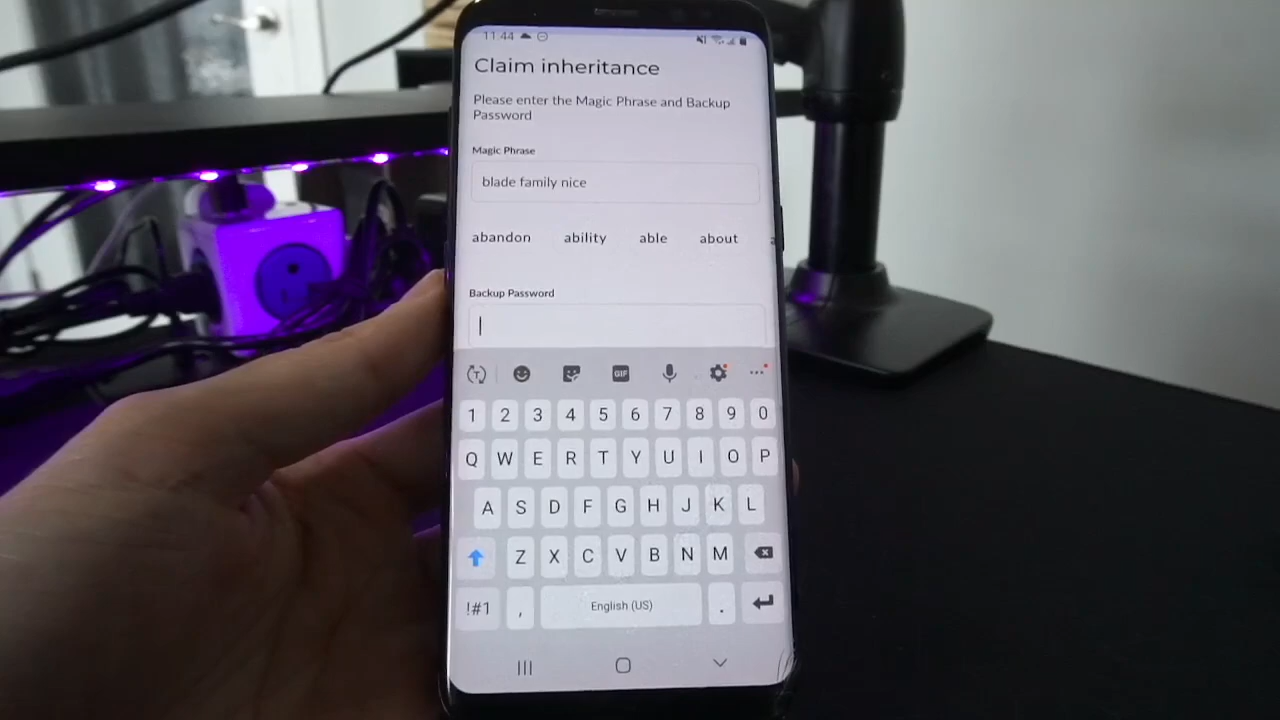 11:44
Claim inheritance
Please enter the Magic Phrase and Backup
Password
Magic Phrase
blade family nice
abandon ability able about
Backup Password
GIF
1 2 3 4 5 6 7 8 9 0
Q W E R T Y U I O P
A S D F G H J K L
Z X C V B N M
!#1 , English (US) .